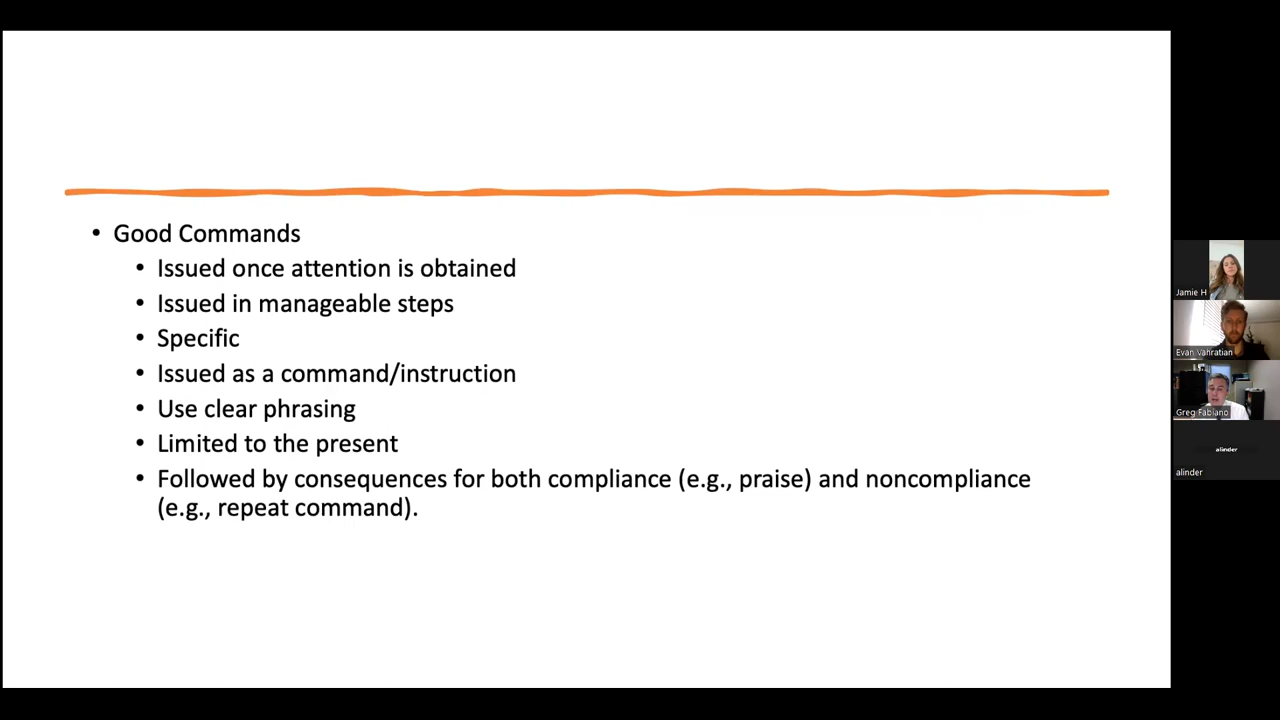 • Good Commands
• Issued once attention is obtained
• Issued in manageable steps
• Specific
• Issued as a command/instruction
• Use clear phrasing
• Limited to the present
• Followed by consequences for both compliance (e.g., praise) and noncompliance
(e.g., repeat command).
Jamie H
Evan Vahratian
Greg Fabiano
alinder
alinder